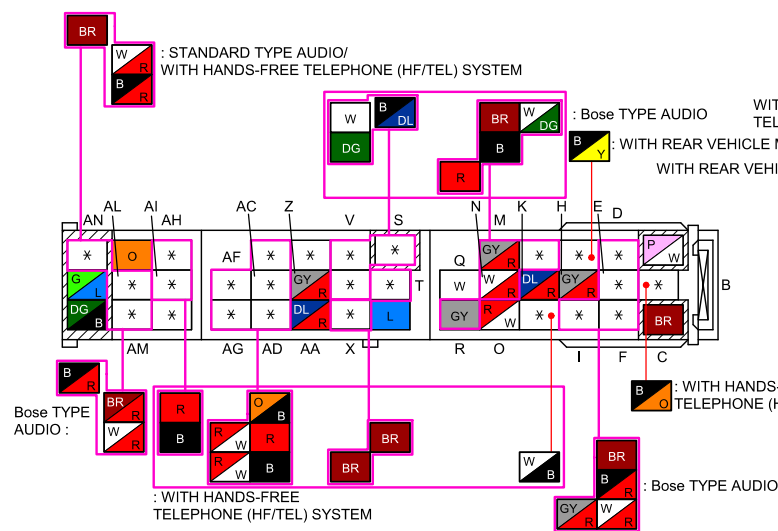 BR
W R
B R
: STANDARD TYPE AUDIO/
WITH HANDS-FREE TELEPHONE (HF/TEL) SYSTEM
W
DG
B DL
BR
B
W DG
R
: Bose TYPE AUDIO
WIT
TEL
B Y
: WITH REAR VEHICLE M
WITH REAR VEHI
AN AL AI AH AC Z V S N M K H E D
* O * AF * * * * GY R * * * P W
G L * * * * GY R * * T Q W W R DL R GY R * * B
DG B * * * * DL R * L GY R W * * * * BR
AM AG AD AA X R O I F C
B R
Bose TYPE
AUDIO :
BR R
W R
R
B
O B
R W R
R W B
BR
BR
W B
: WITH HANDS-FREE
TELEPHONE (HF/TEL) SYSTEM
B O
: WITH HANDS-
TELEPHONE (H
BR
B R
GY R W R
: Bose TYPE AUDIO